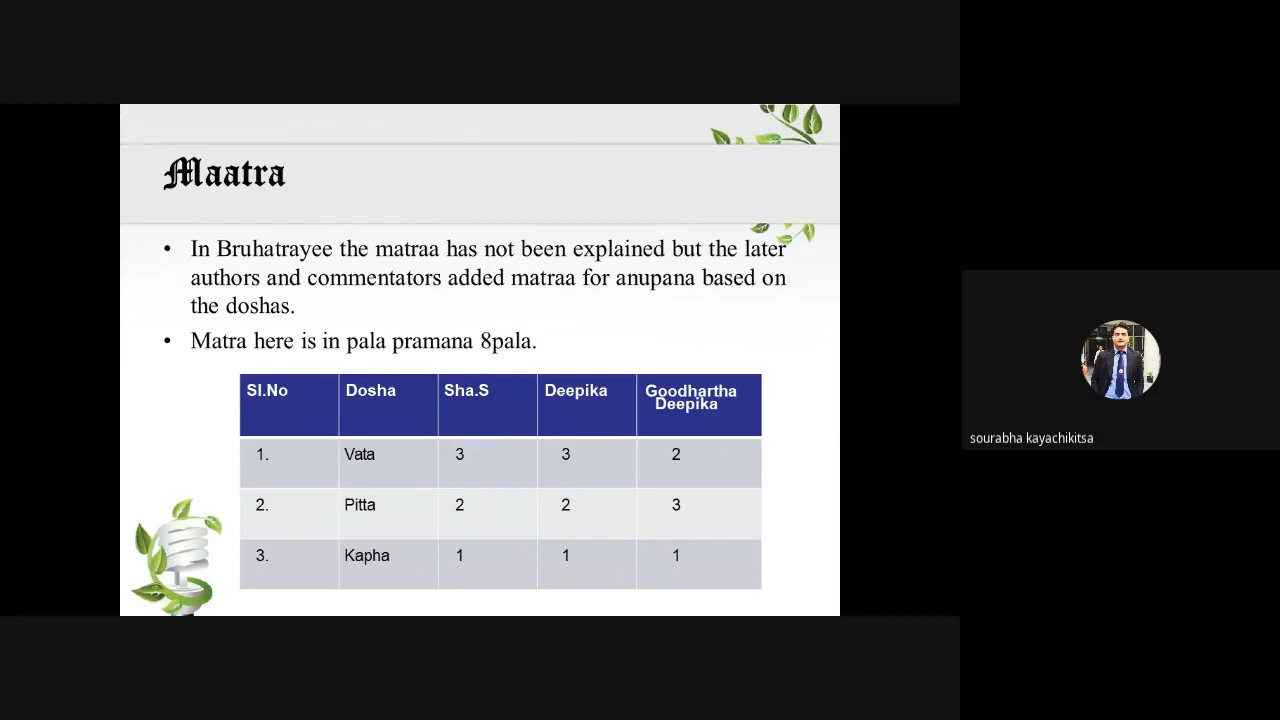 Maatra
• In Bruhatrayee the matraa has not been explained but the later
authors and commentators added matraa for anupana based on
the doshas.
• Matra here is in pala pramana 8pala.
Sl.No Dosha Sha.S Deepika Goodhartha Deepika
1. Vata 3 3 2
2. Pitta 2 2 3
3. Kapha 1 1 1
sourabha kayachikitsa